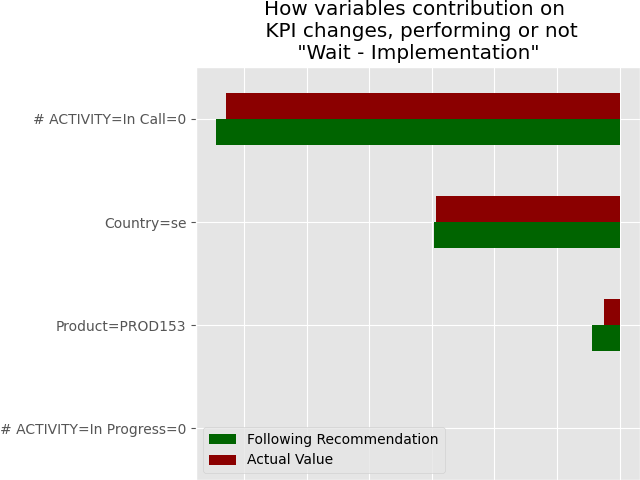 How variables contribution on
KPI changes, performing or not
"Wait - Implementation"
# ACTIVITY=In Call=0
Country=se
Product=PROD153
# ACTIVITY=In Progress=0
Following Recommendation
Actual Value